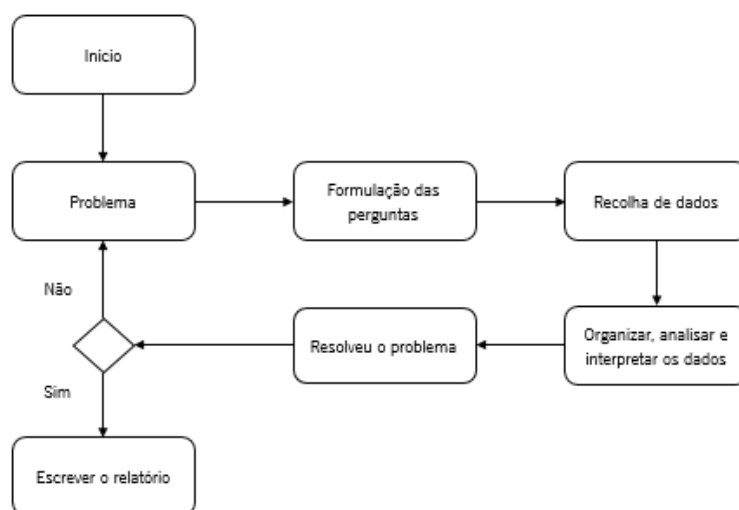 Inicio
Problema
Formulação das
perguntas
Recolha de dados
Não
Resolveu o problema
Organizar, analisar e
interpretar os dados
Sim
Escrever o relatório